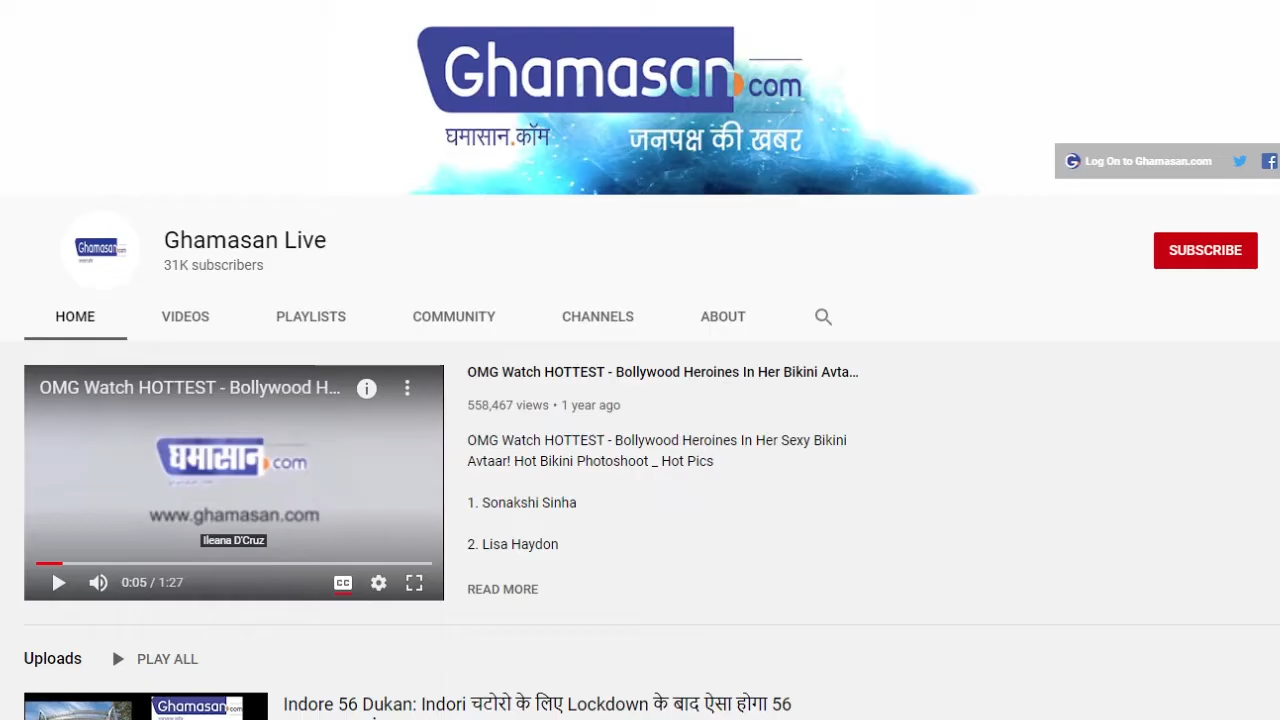 Ghamasan.com
घमासान.कॉम
जनपक्ष की खबर
Log On to Ghamasan.com
Ghamasan Live
31K subscribers
SUBSCRIBE
HOME
VIDEOS
PLAYLISTS
COMMUNITY
CHANNELS
ABOUT
OMG Watch HOTTEST - Bollywood H...
घमासान.com
www.ghamasan.com
Ileana D'Cruz
0:05 / 1:27
CC
OMG Watch HOTTEST - Bollywood Heroines In Her Bikini Avta...
558,467 views • 1 year ago
OMG Watch HOTTEST - Bollywood Heroines In Her Sexy Bikini
Avtaar! Hot Bikini Photoshoot _ Hot Pics
1. Sonakshi Sinha
2. Lisa Haydon
READ MORE
Uploads
PLAY ALL
Ghamasan.com
Indore 56 Dukan: Indori चटोरो के लिए Lockdown के बाद ऐसा होगा 56